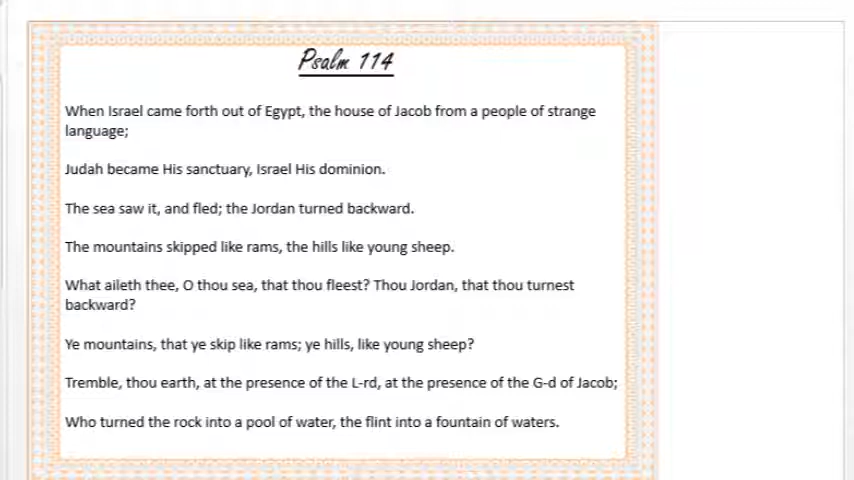 Psalm 114
When Israel came forth out of Egypt, the house of Jacob from a people of strange
language;
Judah became His sanctuary, Israel His dominion.
The sea saw it, and fled; the Jordan turned backward.
The mountains skipped like rams, the hills like young sheep.
What aileth thee, O thou sea, that thou fleest? Thou Jordan, that thou turnest
backward?
Ye mountains, that ye skip like rams; ye hills, like young sheep?
Tremble, thou earth, at the presence of the L-rd, at the presence of the G-d of Jacob;
Who turned the rock into a pool of water, the flint into a fountain of waters.